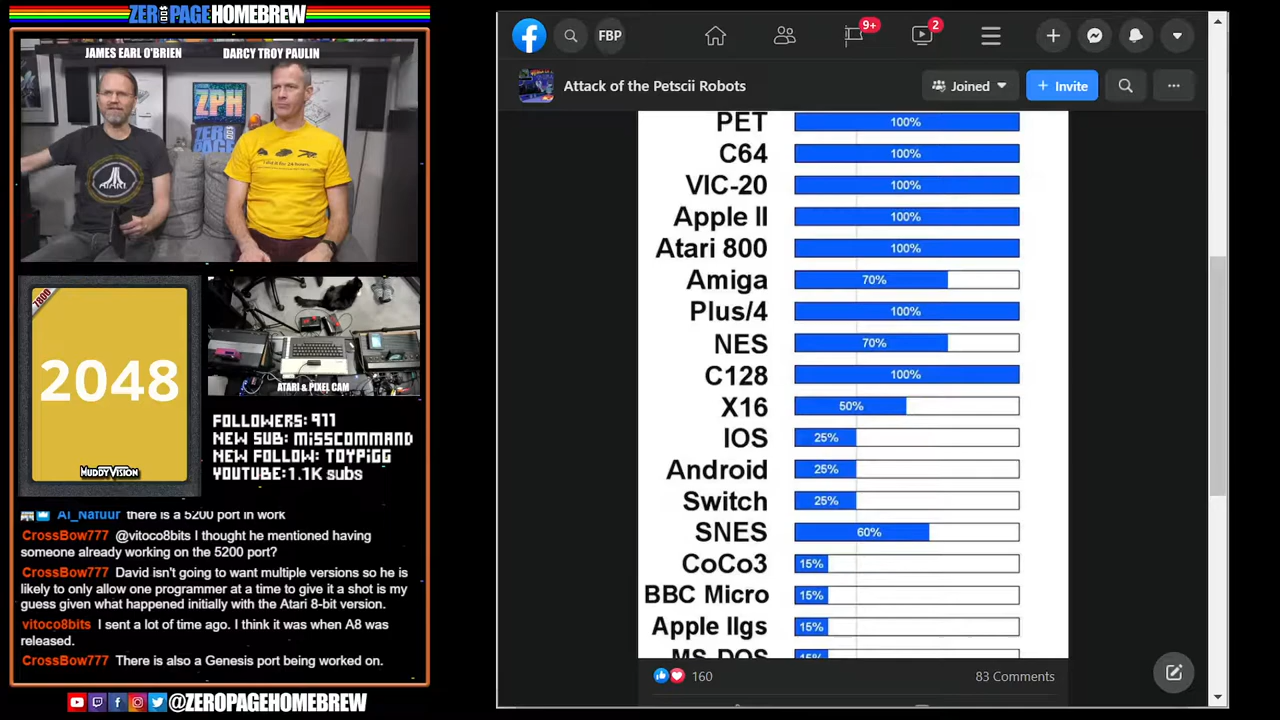 ZERO PAGE HOMEBREW
JAMES EARL O'BRIEN
DARCY TROY PAULIN
ZPH
ATARI
7800
2048
MUDDYVISION
ATARI & PIXEL CAM
FOLLOWERS: 911
NEW SUB: MISSCOMMAND
NEW FOLLOW: TOYPIGG
YOUTUBE: 1.1K subs
Al_Nafuur there is a 5200 port in work
CrossBow777 @vitoco8bits I thought he mentioned having
someone already working on the 5200 port?
CrossBow777 David isn't going to want multiple versions so he is
likely to only allow one programmer at a time to give it a shot is my
guess given what happened initially with the Atari 8-bit version.
vitoco8bits I sent a lot of time ago. I think it was when A8 was
released.
CrossBow777 There is also a Genesis port being worked on.
@ZEROPAGEHOMEBREW
FBP
9+
2
Attack of the Petscii Robots
Joined
+ Invite
PET 100%
C64 100%
VIC-20 100%
Apple II 100%
Atari 800 100%
Amiga 70%
Plus/4 100%
NES 70%
C128 100%
X16 50%
IOS 25%
Android 25%
Switch 25%
SNES 60%
CoCo3 15%
BBC Micro 15%
Apple IIgs 15%
MS-DOS 15%
160
83 Comments